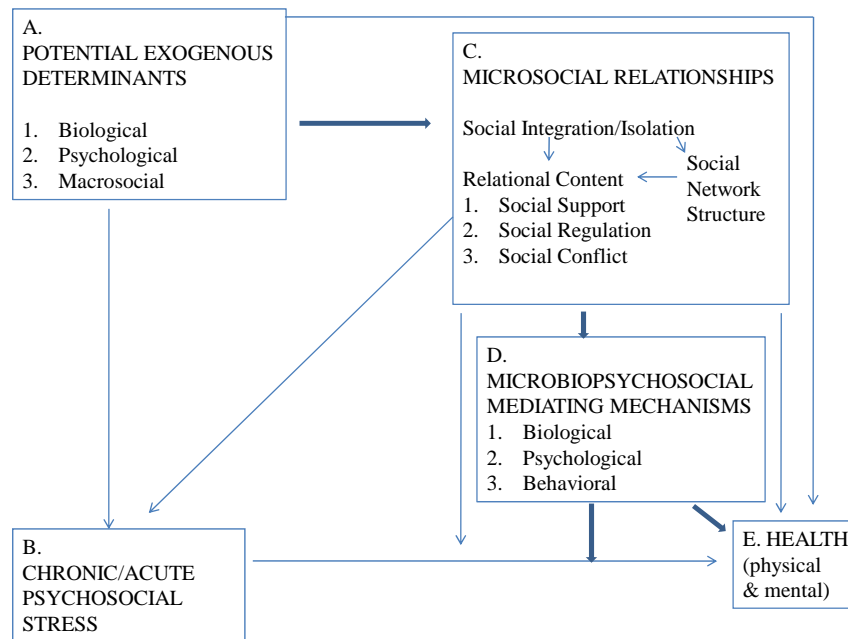 A.
POTENTIAL EXOGENOUS
DETERMINANTS
1. Biological
2. Psychological
3. Macrosocial
C.
MICROSOCIAL RELATIONSHIPS
Social Integration/Isolation
Relational Content
1. Social Support
2. Social Regulation
3. Social Conflict
Social
Network
Structure
D.
MICROBIOPSYCHOSOCIAL
MEDIATING MECHANISMS
1. Biological
2. Psychological
3. Behavioral
B.
CHRONIC/ACUTE
PSYCHOSOCIAL
STRESS
E. HEALTH
(physical
& mental)